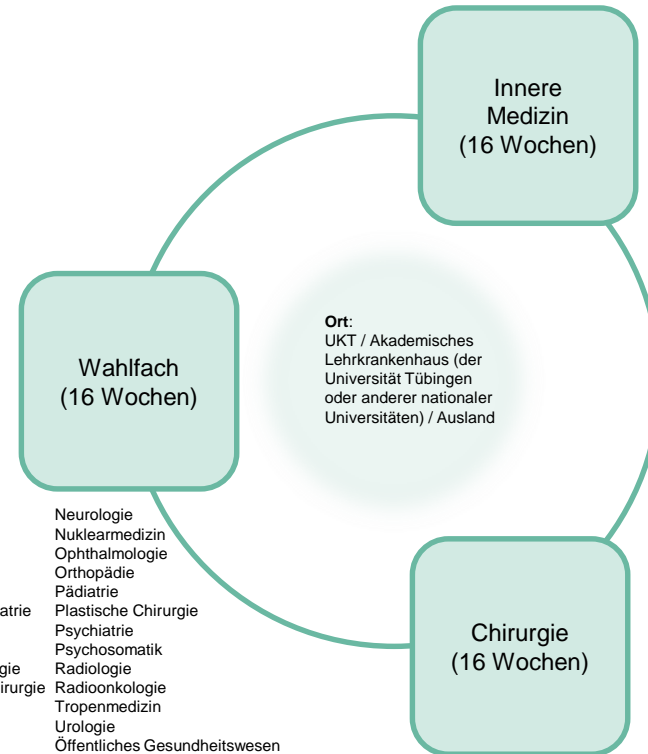 Innere
Medizin
(16 Wochen)
Ort:
UKT / Akademisches
Lehrkrankenhaus (der
Universität Tübingen
oder anderer nationaler
Universitäten) / Ausland
Wahlfach
(16 Wochen)
Neurologie
Nuklearmedizin
Ophthalmologie
Orthopädie
Pädiatrie
Plastische Chirurgie
Psychiatrie
Psychosomatik
Radiologie
Radioonkologie
Tropenmedizin
Urologie
Öffentliches Gesundheitswesen
Chirurgie
(16 Wochen)